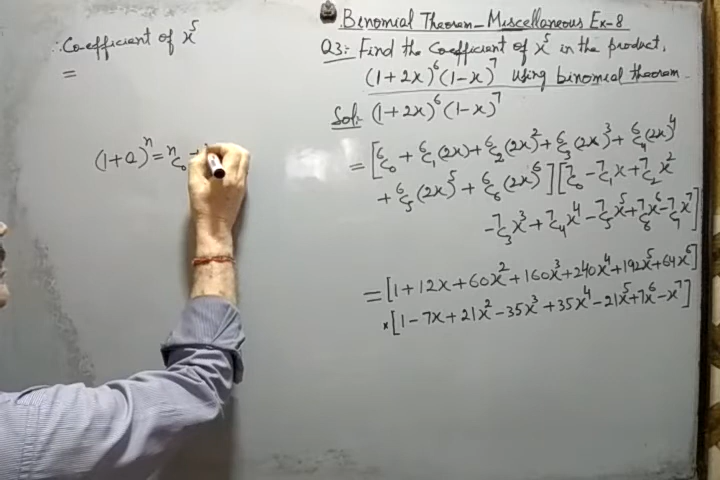 Binomial Theorem - Miscellaneous Ex-8
Q3:- Find the Coefficient of x⁵ in the product,
(1+2x)⁶(1-x)⁷ using binomial theorem.
Sol:- (1+2x)⁶(1-x)⁷
= [⁶C₀ + ⁶C₁(2x) + ⁶C₂(2x)² + ⁶C₃(2x)³ + ⁶C₄(2x)⁴
+ ⁶C₅(2x)⁵ + ⁶C₆(2x)⁶] [⁷C₀ - ⁷C₁x + ⁷C₂x²
- ⁷C₃x³ + ⁷C₄x⁴ - ⁷C₅x⁵ + ⁷C₆x⁶ - ⁷C₇x⁷]
= [1 + 12x + 60x² + 160x³ + 240x⁴ + 192x⁵ + 64x⁶]
× [1 - 7x + 21x² - 35x³ + 35x⁴ - 21x⁵ + 7x⁶ - x⁷]
∴ Coefficient of x⁵
=
(1+a)ⁿ = ⁿC₀ +